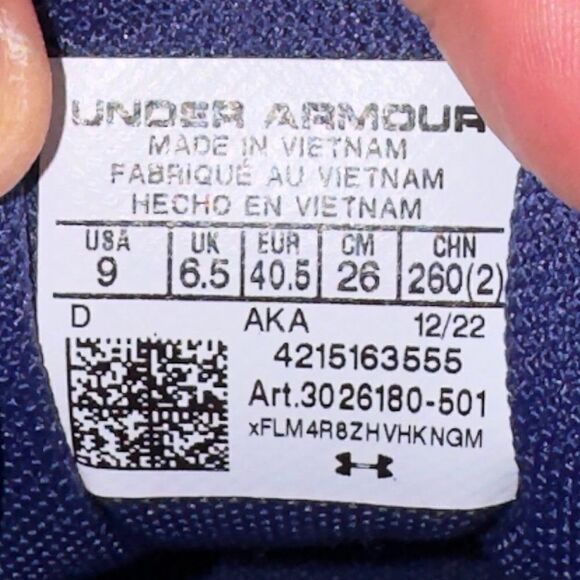 UNDER ARMOUR
MADE IN VIETNAM
FABRIQUÉ AU VIETNAM
HECHO EN VIETNAM
USA UK EUR CM CHN
9 6.5 40.5 26 260(2)
D AKA 12/22
4215163555
Art.3026180-501
xFLM4R8ZHVHKNGM